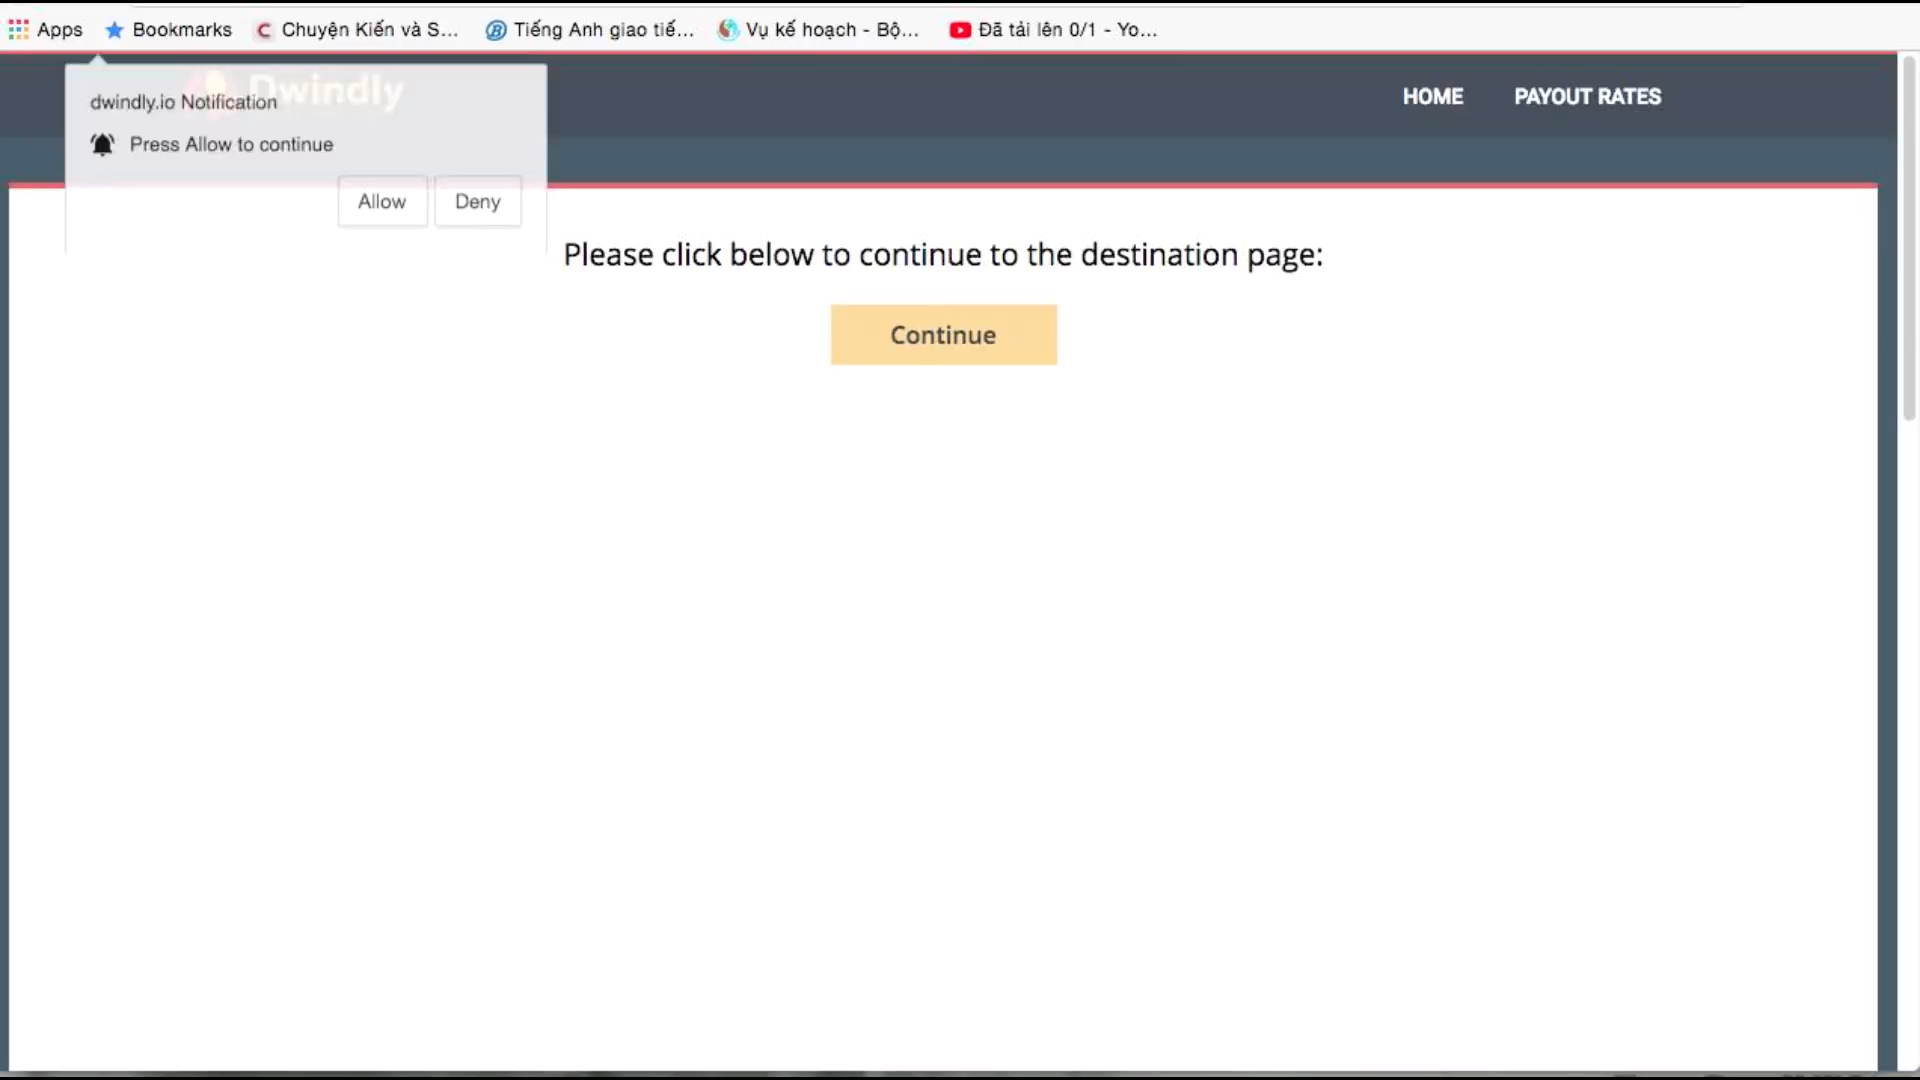 Apps Bookmarks Chuyện Kiến và S... Tiếng Anh giao tiế... Vụ kế hoạch - Bộ... Đã tải lên 0/1 - Yo...
Dwindly
HOME PAYOUT RATES
dwindly.io Notification
Press Allow to continue
Allow Deny
Please click below to continue to the destination page:
Continue